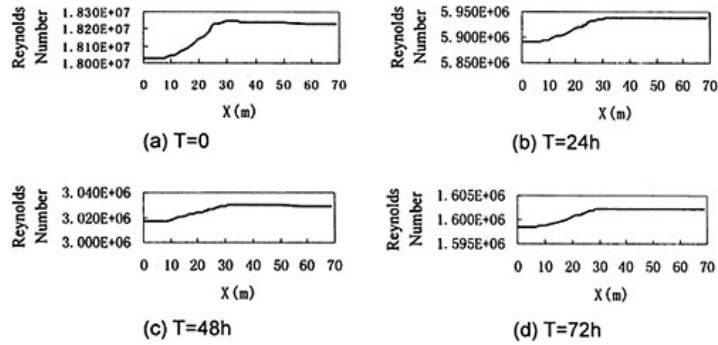 Reynolds Number
1.830E+07
1.820E+07
1.810E+07
1.800E+07
0 10 20 30 40 50 60 70
X(m)
(a) T=0
Reynolds Number
5.950E+06
5.900E+06
5.850E+06
0 10 20 30 40 50 60 70
X(m)
(b) T=24h
Reynolds Number
3.040E+06
3.020E+06
3.000E+06
0 10 20 30 40 50 60 70
X(m)
(c) T=48h
Reynolds Number
1.605E+06
1.600E+06
1.595E+06
0 10 20 30 40 50 60 70
X(m)
(d) T=72h